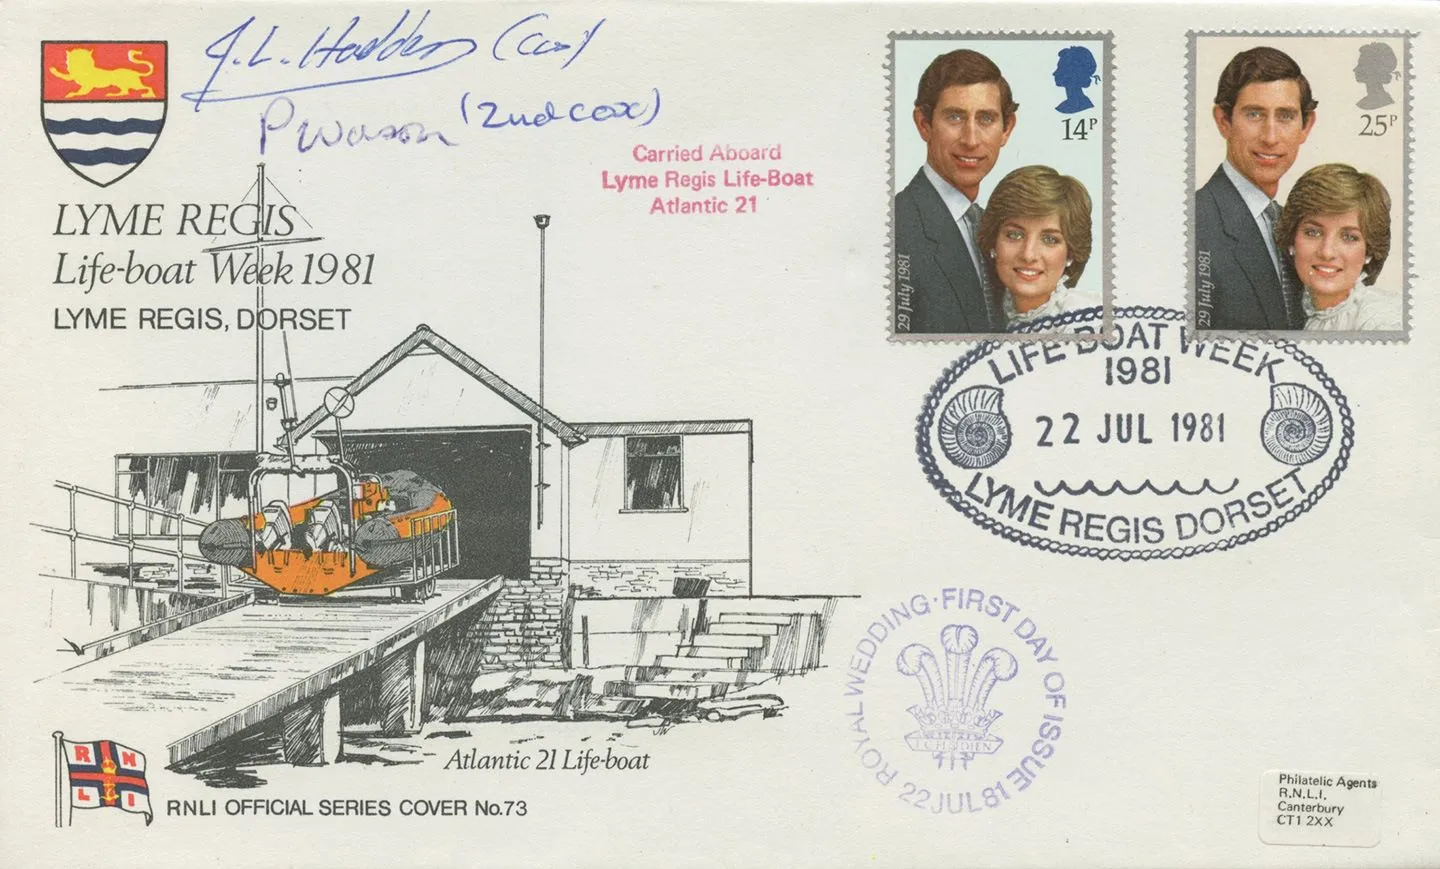 J.L. Hodder (cox)
P Wason (2nd cox)
Carried Aboard
Lyme Regis Life-Boat
Atlantic 21
LYME REGIS
Life-boat Week 1981
LYME REGIS, DORSET
29 July 1981
14P
29 July 1981
25P
LIFE-BOAT WEEK
1981
22 JUL 1981
LYME REGIS DORSET
ROYAL WEDDING · FIRST DAY OF ISSUE
ICH DIEN
22 JUL 81
Atlantic 21 Life-boat
R N
L I
RNLI OFFICIAL SERIES COVER No.73
Philatelic Agents
R.N.L.I.
Canterbury
CT1 2XX